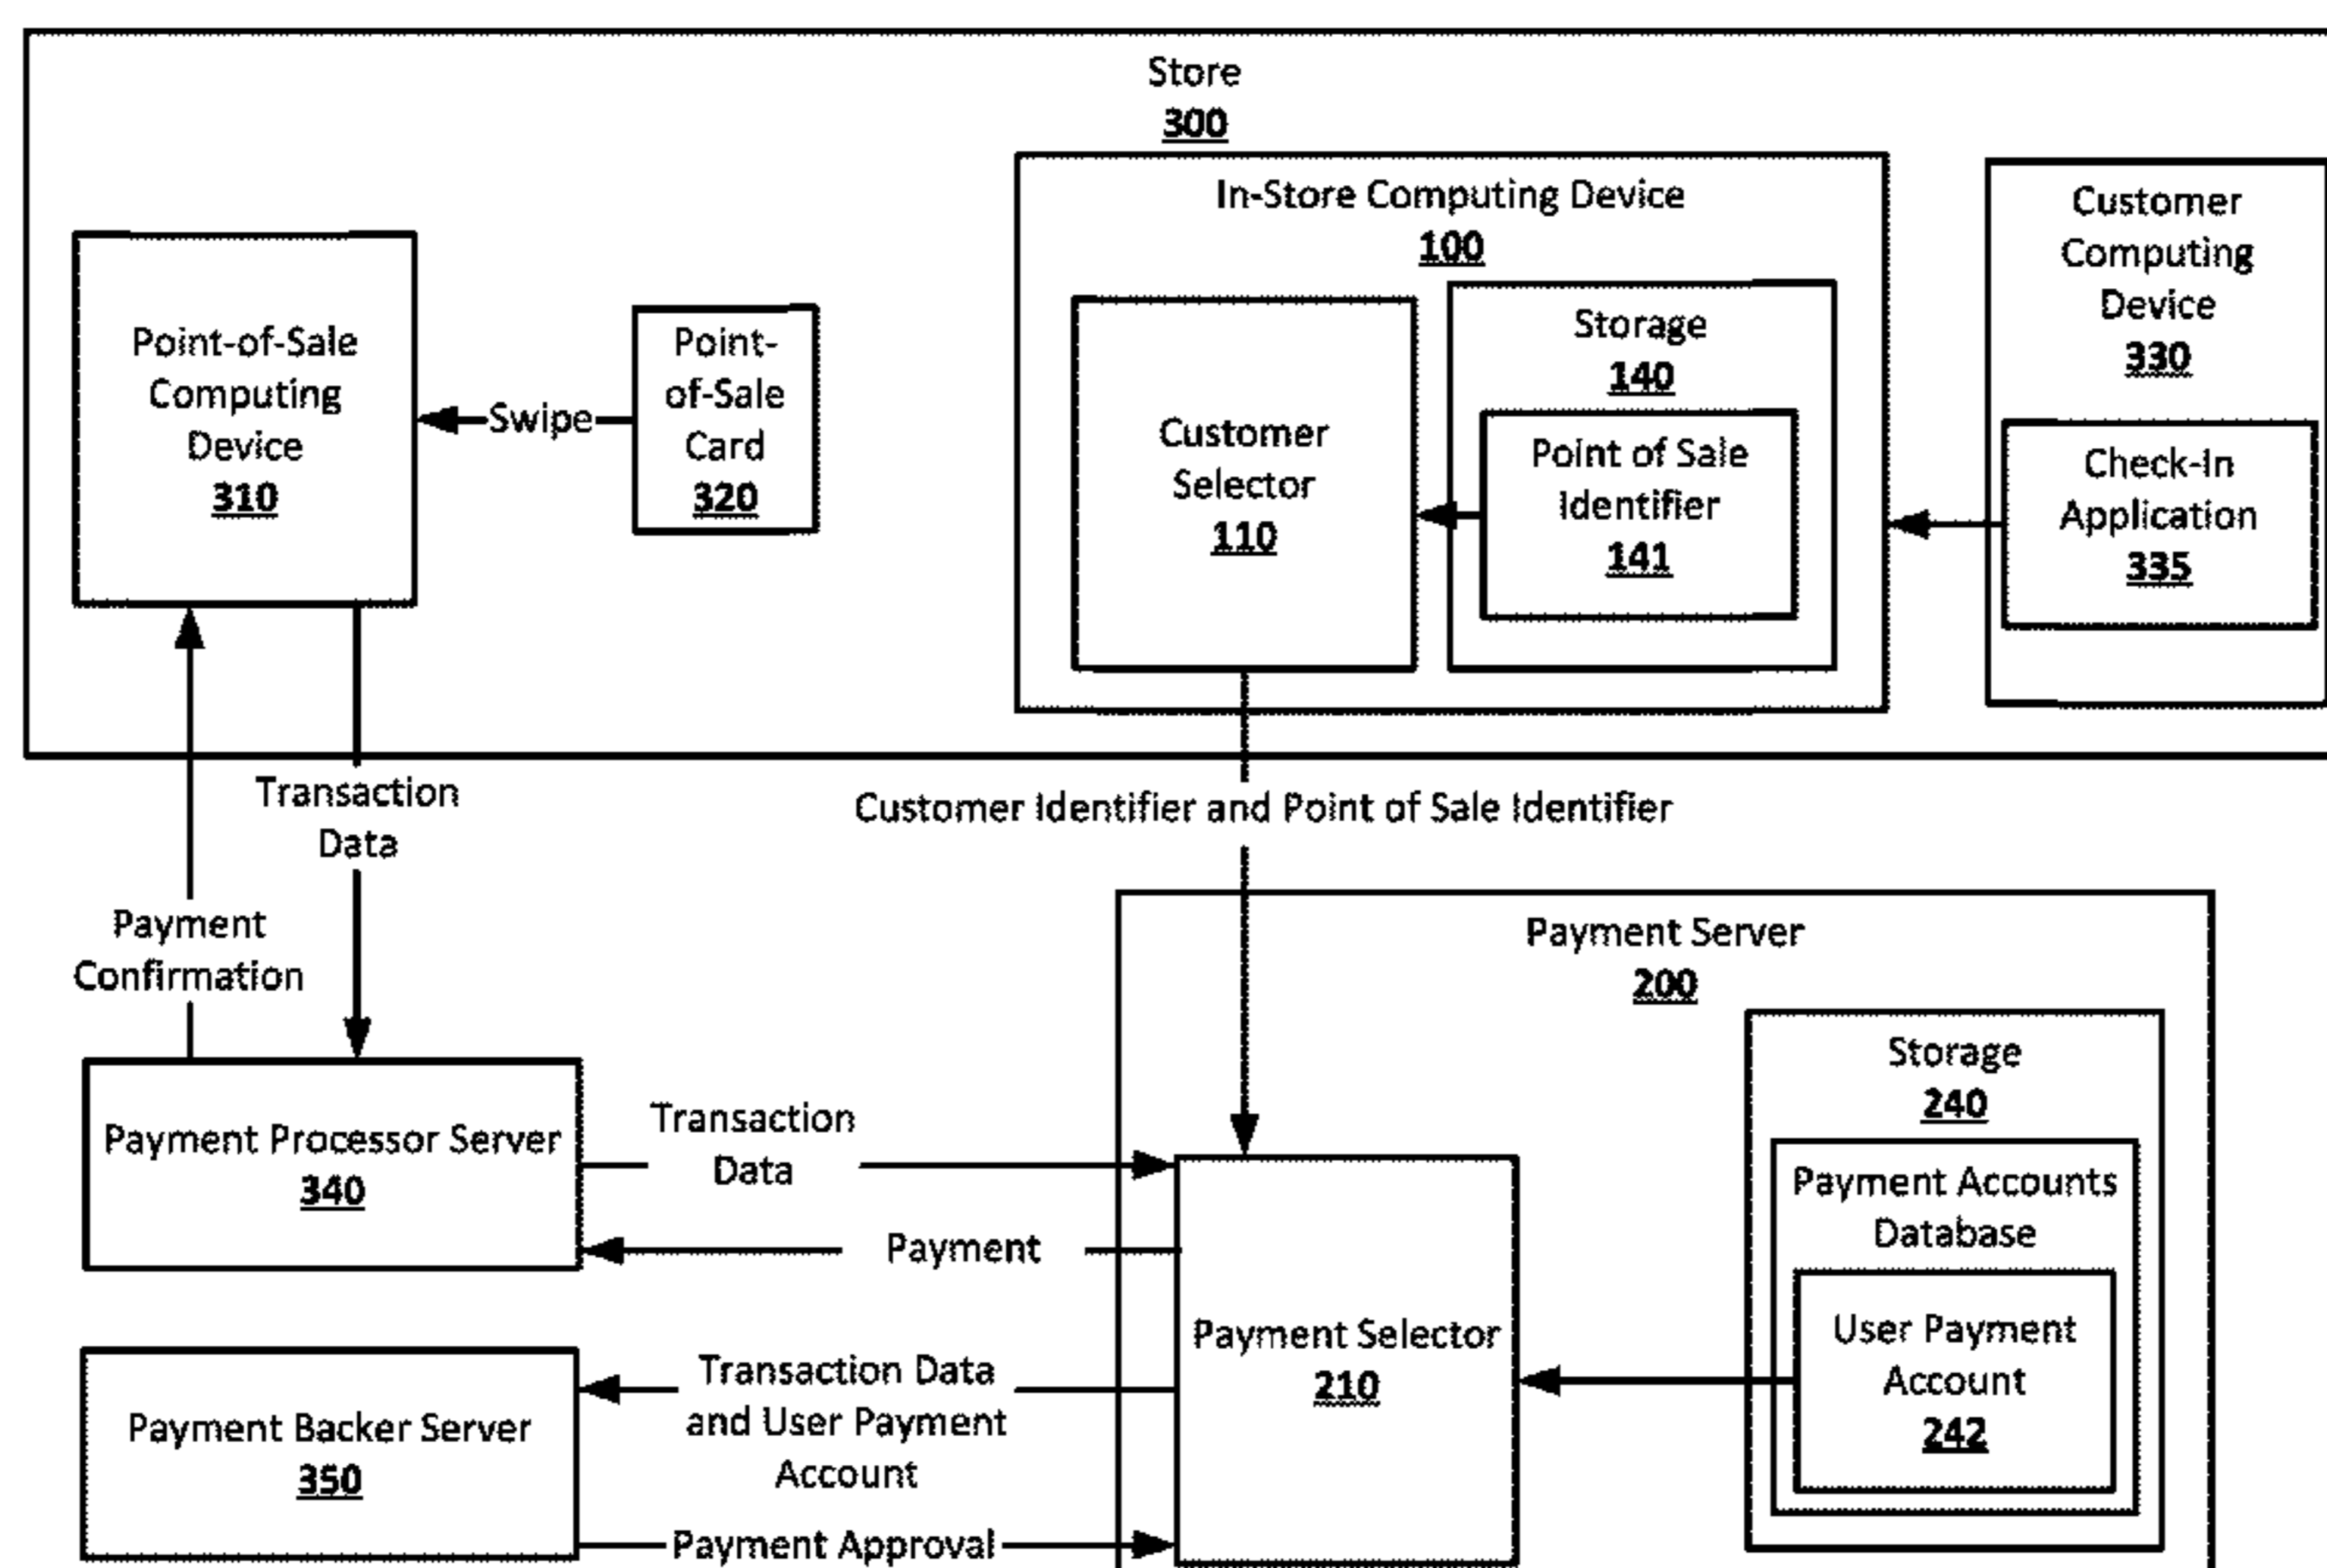 Store
300
In-Store Computing Device
100
Point-of-Sale
Computing
Device
310
Swipe
Point-
of-Sale
Card
320
Customer
Selector
110
Storage
140
Point of Sale
Identifier
141
Customer
Computing
Device
330
Check-In
Application
335
Transaction
Data
Customer Identifier and Point of Sale Identifier
Payment
Confirmation
Payment Server
200
Payment Processor Server
340
Transaction
Data
Payment
Payment Selector
210
Storage
240
Payment Accounts
Database
User Payment
Account
242
Payment Backer Server
350
Transaction Data
and User Payment
Account
Payment Approval